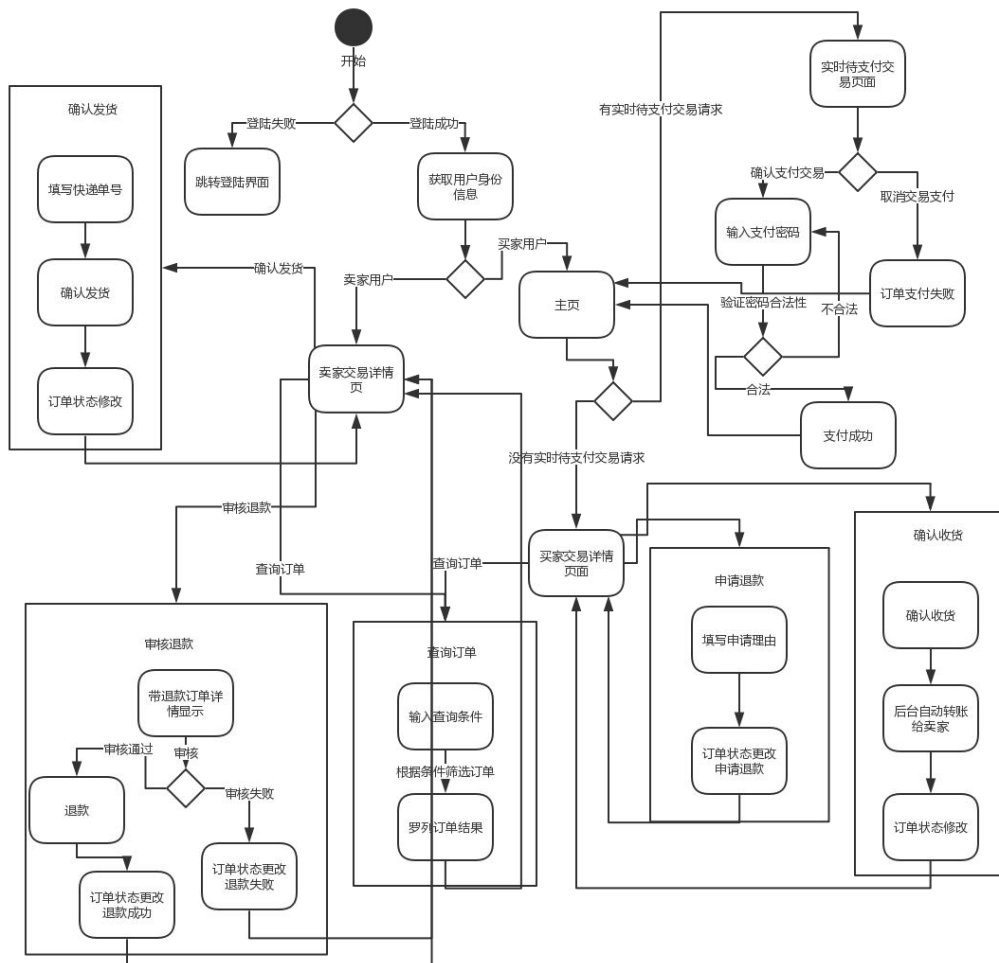 开始
实时待支付交
易页面
确认发货
有实时待支付交易请求
登陆失败
登陆成功
填写快递单号
跳转登陆界面
获取用户身份
信息
确认支付交易
取消交易支付
输入支付密码
买家用户
确认发货
卖家用户
确认发货
主页
验证密码合法性
不合法
订单支付失败
卖家交易详情
页
合法
订单状态修改
支付成功
没有实时待支付交易请求
审核退款
买家交易详情
页面
确认收货
查询订单
查询订单
申请退款
确认收货
审核退款
查询订单
填写申请理由
带退款订单详
情显示
输入查询条件
后台自动转账
给卖家
审核通过
审核
订单状态更改
申请退款
根据条件筛选订单
审核失败
退款
罗列订单结果
订单状态修改
订单状态更改
退款失败
订单状态更改
退款成功